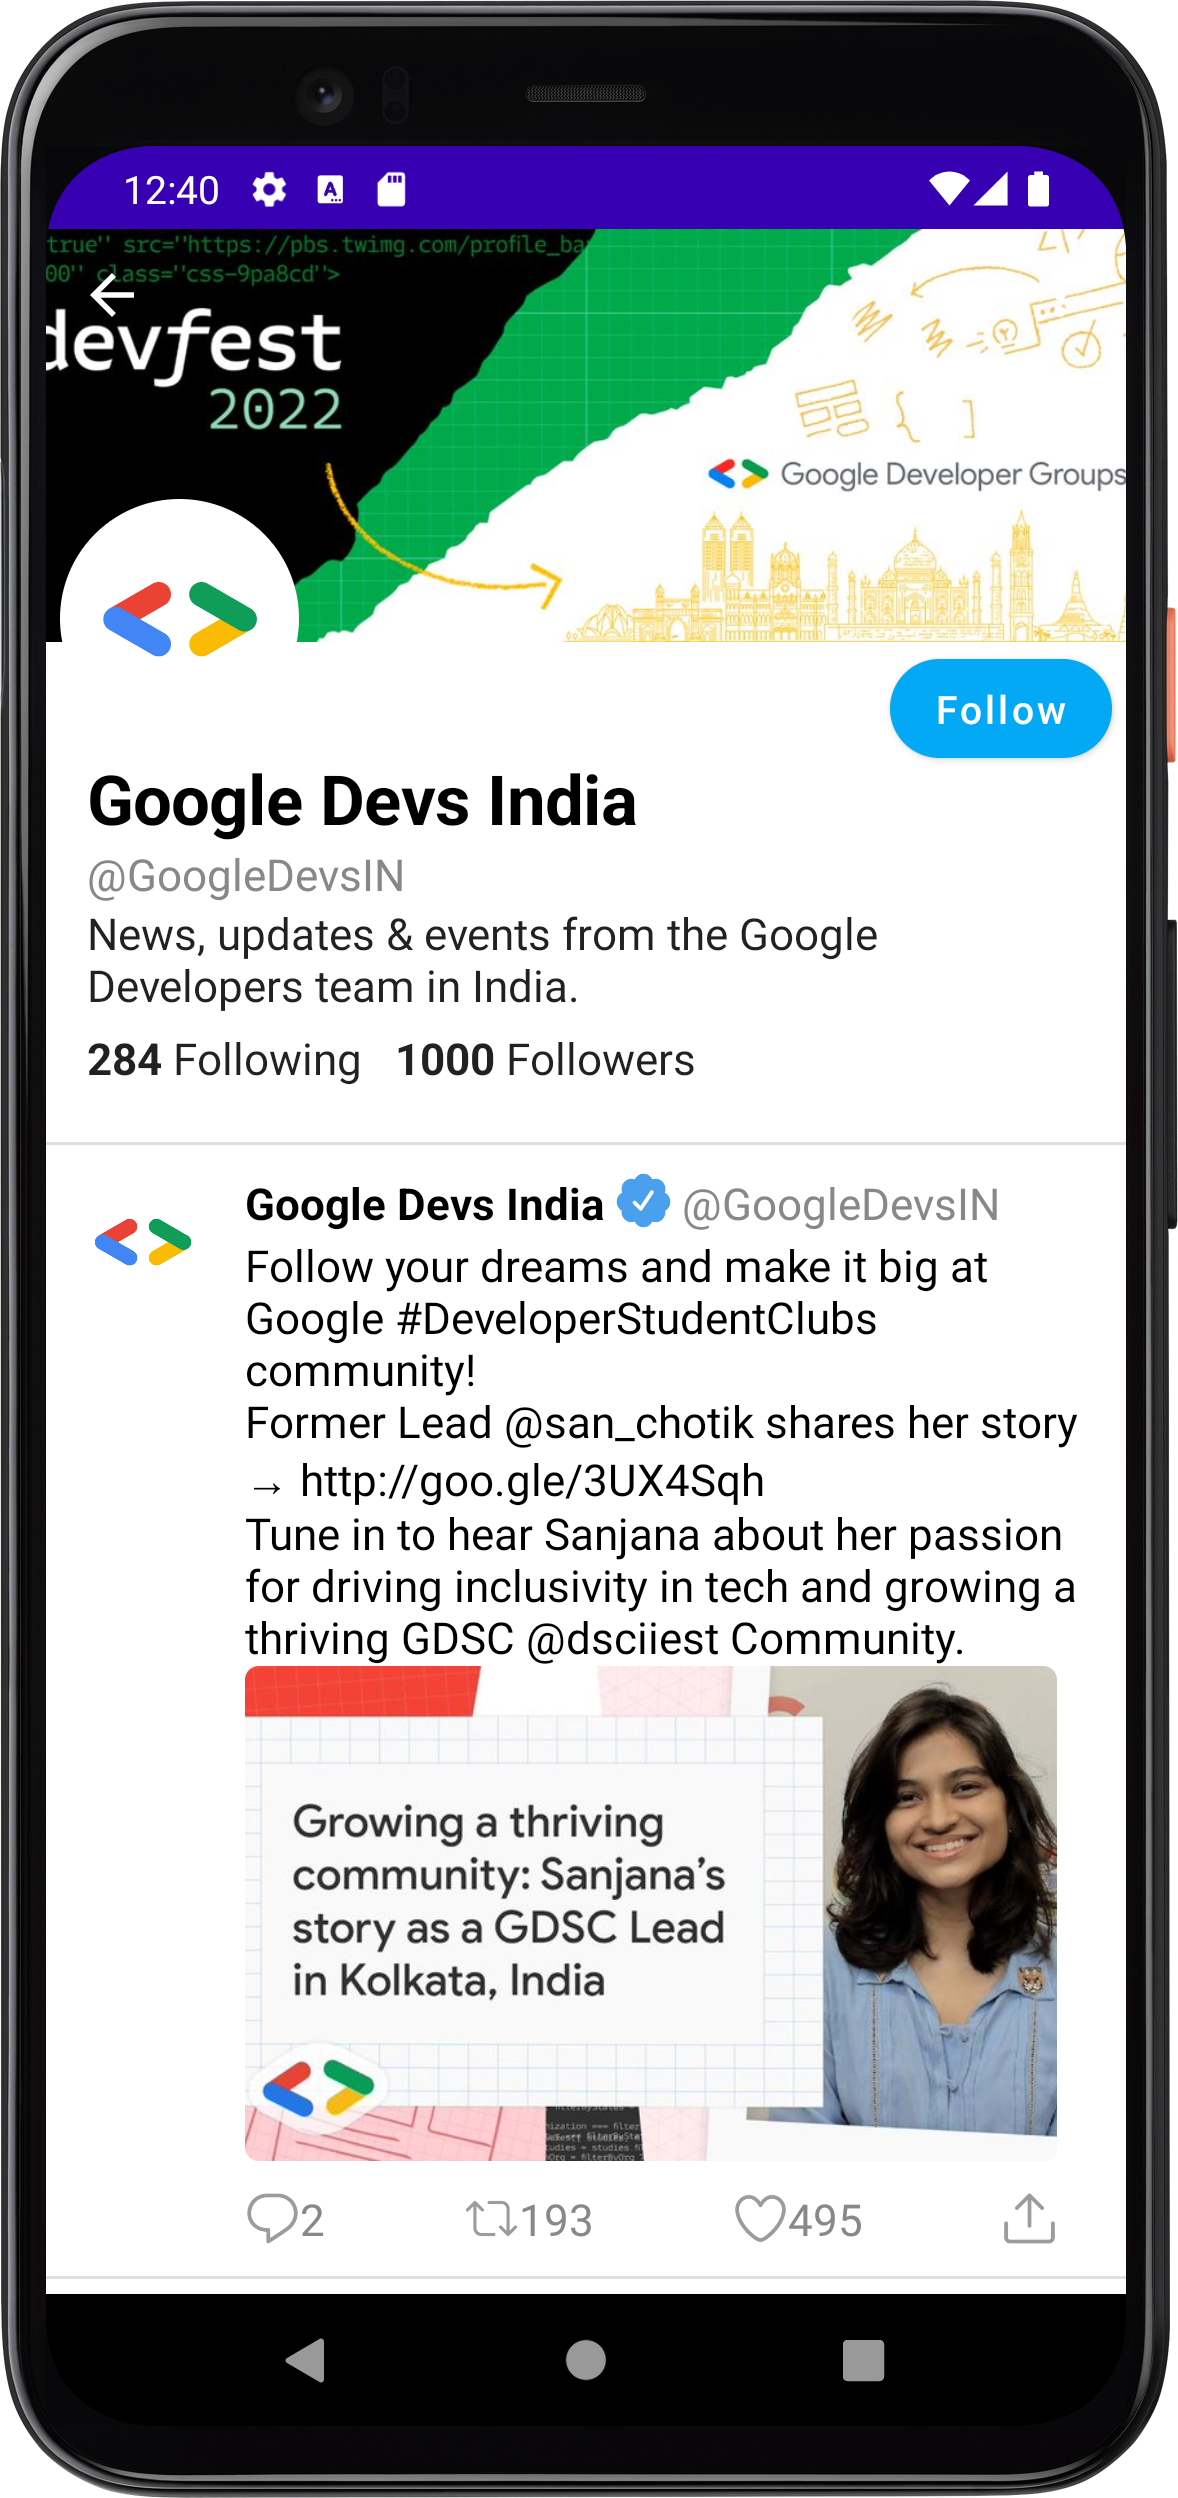 12:40
true" src="https://pbs.twimg.com/profile_ba
00" class="css-9pa8cd">
devfest
2022
Google Developer Groups
Follow
Google Devs India
@GoogleDevsIN
News, updates & events from the Google
Developers team in India.
284 Following 1000 Followers
Google Devs India @GoogleDevsIN
Follow your dreams and make it big at
Google #DeveloperStudentClubs
community!
Former Lead @san_chotik shares her story
→ http://goo.gle/3UX4Sqh
Tune in to hear Sanjana about her passion
for driving inclusivity in tech and growing a
thriving GDSC @dsciiest Community.
Growing a thriving
community: Sanjana's
story as a GDSC Lead
in Kolkata, India
2 193 495